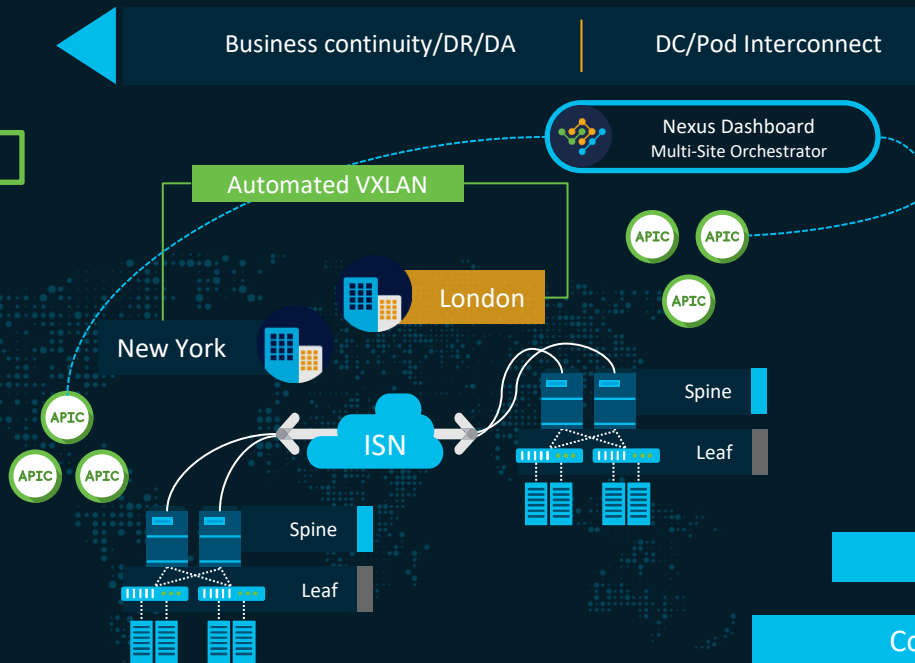 Business continuity/DR/DA
DC/Pod Interconnect
Nexus Dashboard
Multi-Site Orchestrator
Automated VXLAN
APIC
APIC
APIC
London
New York
Spine
Leaf
ISN
APIC
APIC
APIC
Spine
Leaf